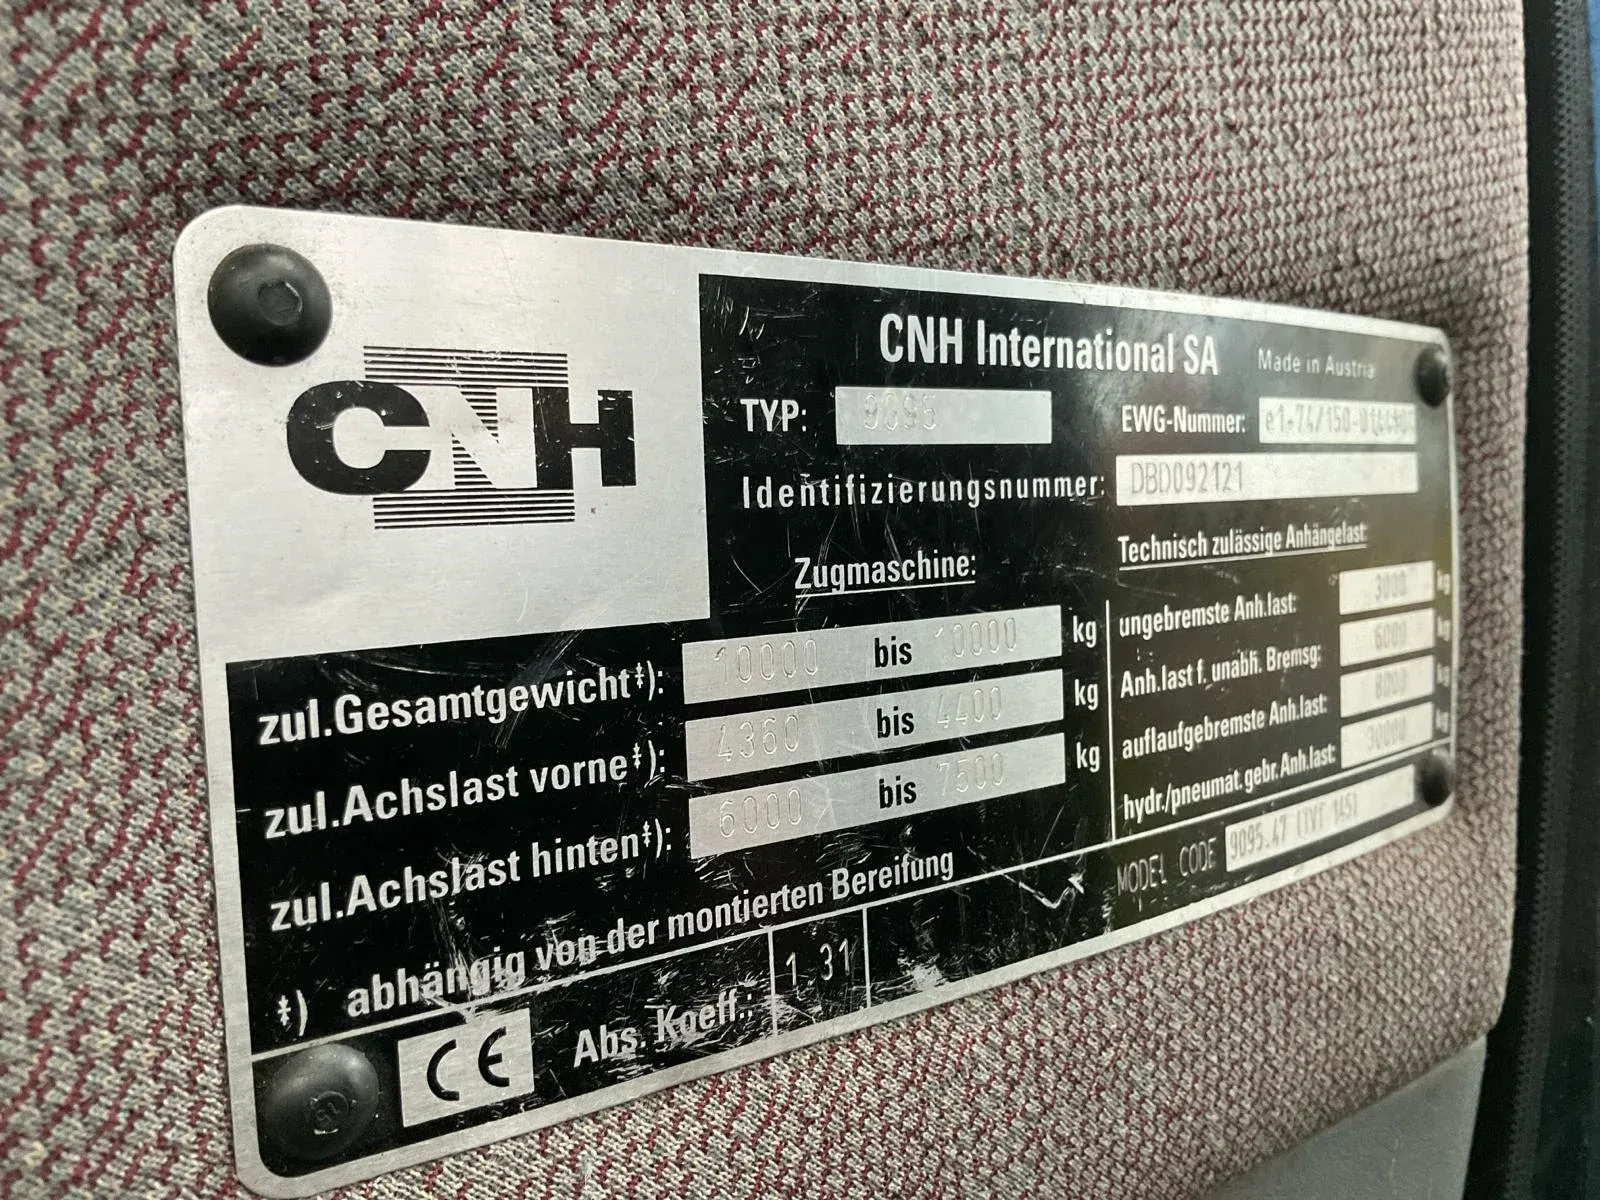 CNH
CNH International SA Made in Austria
TYP: 9095 EWG-Nummer:
Identifizierungsnummer: DBD092121
Zugmaschine:
zul.Gesamtgewicht‡): 10000 bis 10000 kg
zul.Achslast vorne‡): 4360 bis 4400 kg
zul.Achslast hinten‡): 6000 bis 7500 kg
‡) abhängig von der montierten Bereifung
Technisch zulässige Anhängelast:
ungebremste Anh.last: 3000 kg
Anh.last f. unabh. Bremsg: 6000 kg
auflaufgebremste Anh.last: 8000 kg
hydr./pneumat.gebr.Anh.last: kg
MODEL CODE 9095.47 (TVT 145)
CE Abs. Koeff.: 1.31